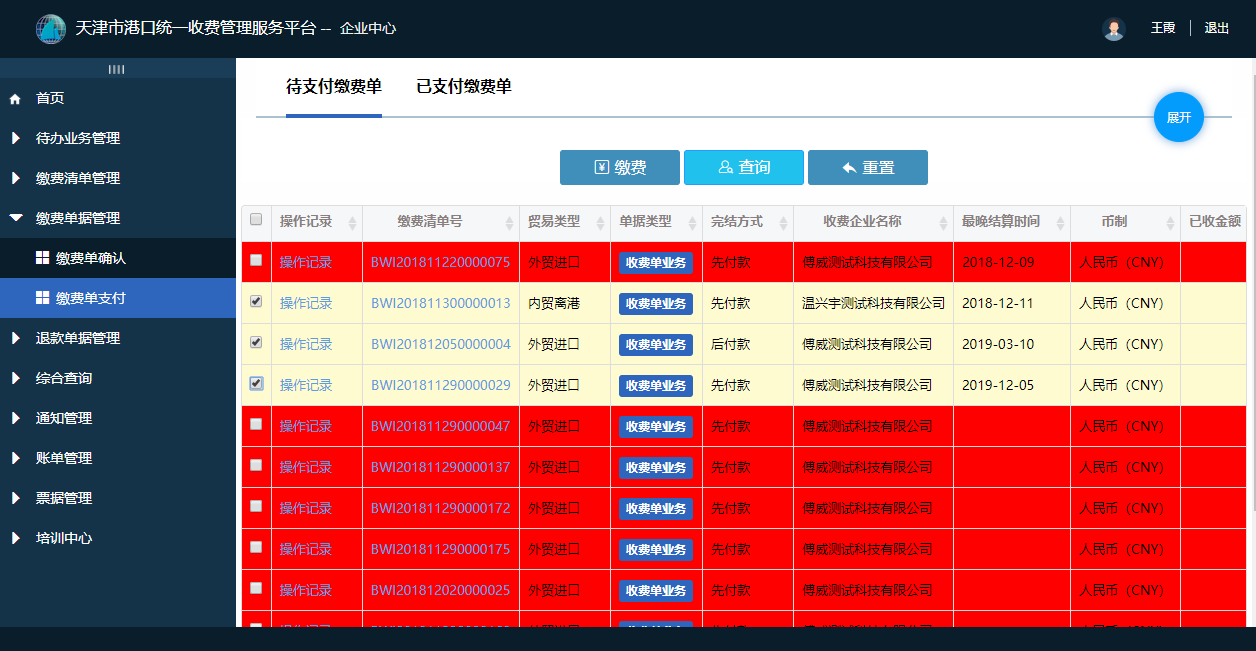 天津市港口统一收费管理服务平台 -- 企业中心
王霞 退出
首页
待办业务管理
缴费清单管理
缴费单据管理
缴费单确认
缴费单支付
退款单据管理
综合查询
通知管理
账单管理
票据管理
培训中心
待支付缴费单 已支付缴费单
展开
缴费 查询 重置
操作记录 缴费清单号 贸易类型 单据类型 完结方式 收费企业名称 最晚结算时间 币制 已收金额
操作记录 BWI201811220000075 外贸进口 收费单业务 先付款 傅威测试科技有限公司 2018-12-09 人民币（CNY）
操作记录 BWI201811300000013 内贸离港 收费单业务 先付款 温兴宇测试科技有限公司 2018-12-11 人民币（CNY）
操作记录 BWI201812050000004 外贸进口 收费单业务 后付款 傅威测试科技有限公司 2019-03-10 人民币（CNY）
操作记录 BWI201811290000029 外贸进口 收费单业务 先付款 傅威测试科技有限公司 2019-12-05 人民币（CNY）
操作记录 BWI201811290000047 外贸进口 收费单业务 先付款 傅威测试科技有限公司 人民币（CNY）
操作记录 BWI201811290000137 外贸进口 收费单业务 先付款 傅威测试科技有限公司 人民币（CNY）
操作记录 BWI201811290000172 外贸进口 收费单业务 先付款 傅威测试科技有限公司 人民币（CNY）
操作记录 BWI201811290000175 外贸进口 收费单业务 先付款 傅威测试科技有限公司 人民币（CNY）
操作记录 BWI201812020000025 外贸进口 收费单业务 先付款 傅威测试科技有限公司 人民币（CNY）